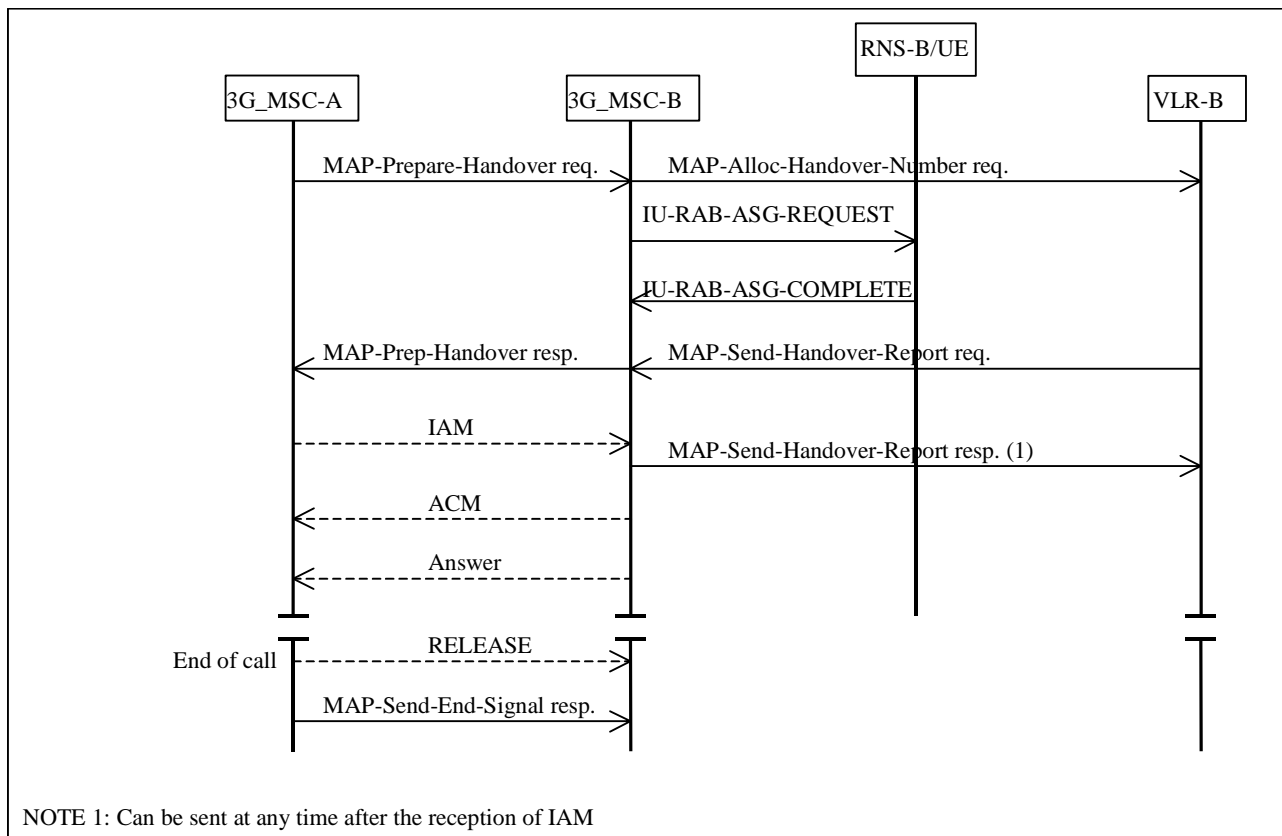 RNS-B/UE
3G_MSC-A
3G_MSC-B
VLR-B
MAP-Prepare-Handover req.
MAP-Alloc-Handover-Number req.
IU-RAB-ASG-REQUEST
IU-RAB-ASG-COMPLETE
MAP-Prep-Handover resp.
MAP-Send-Handover-Report req.
IAM
MAP-Send-Handover-Report resp. (1)
ACM
Answer
RELEASE
End of call
MAP-Send-End-Signal resp.
NOTE 1: Can be sent at any time after the reception of IAM